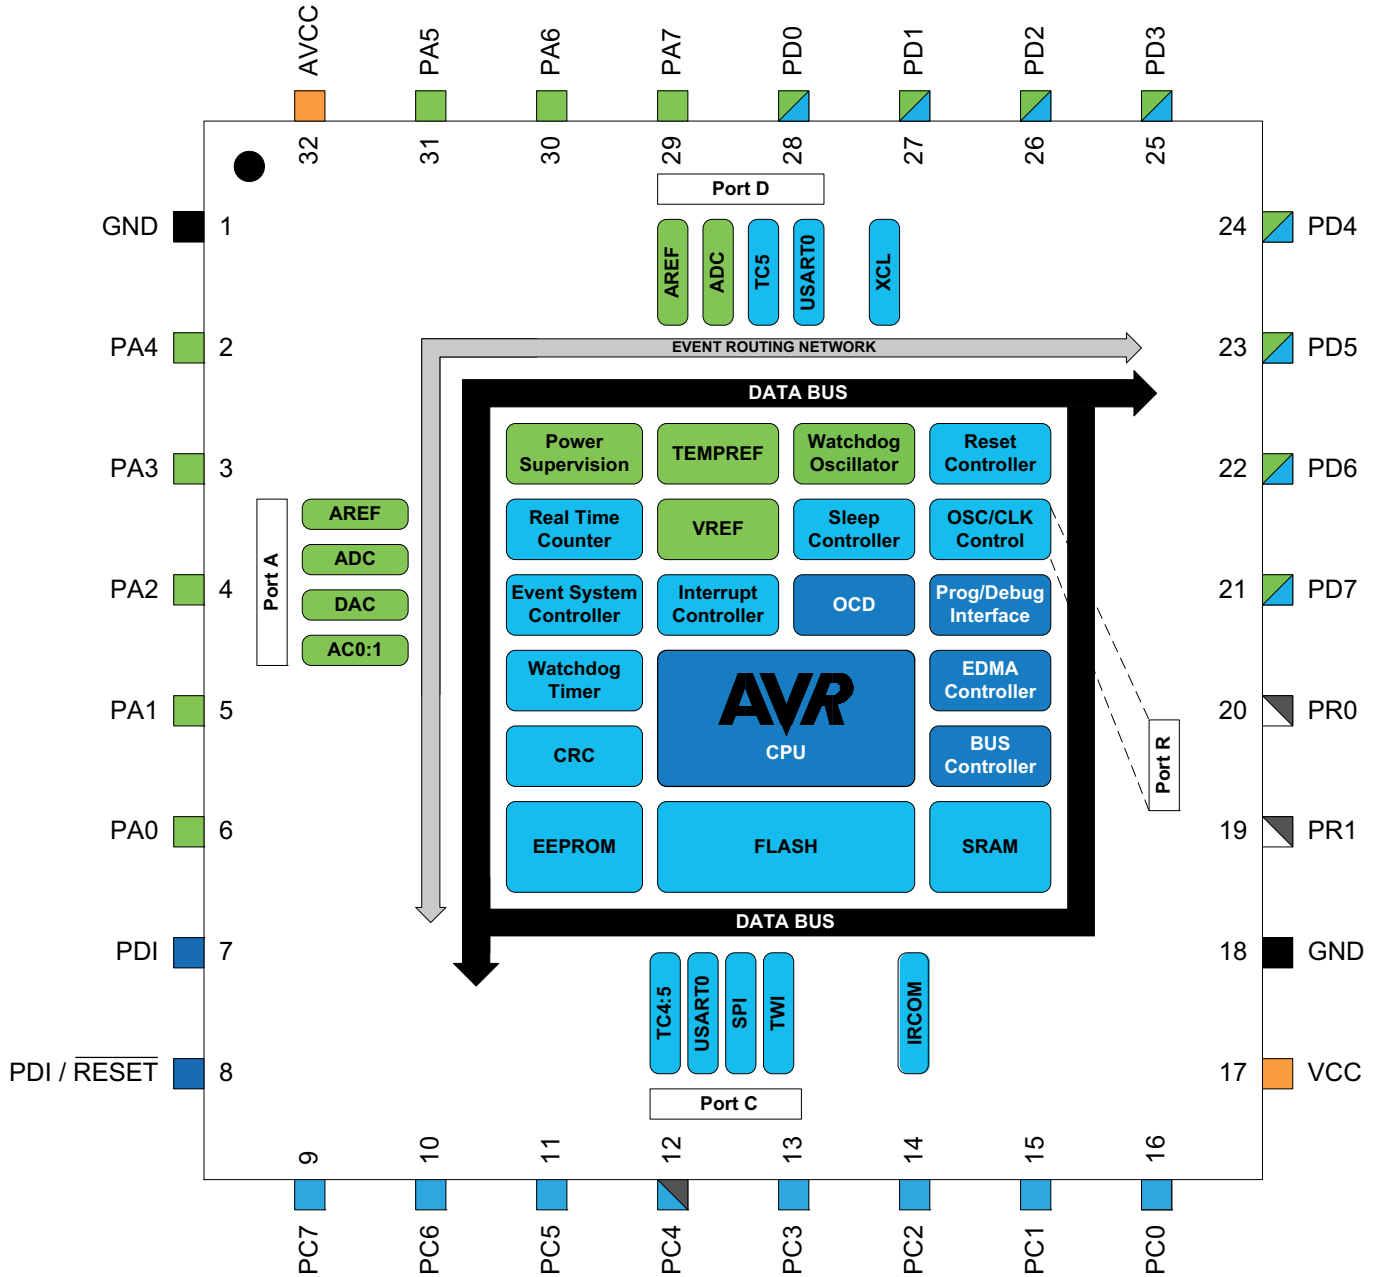 AVCC
PA5
PA6
PA7
PD0
PD1
PD2
PD3
32
31
30
29
28
27
26
25
GND
1
PA4
2
PA3
3
PA2
4
PA1
5
PA0
6
PDI
7
PDI / RESET
8
24
PD4
23
PD5
22
PD6
21
PD7
20
PR0
19
PR1
18
GND
17
VCC
Port D
AREF
ADC
TC5
USART0
XCL
EVENT ROUTING NETWORK
DATA BUS
Port A
AREF
ADC
DAC
AC0:1
Power
Supervision
TEMPREF
Watchdog
Oscillator
Reset
Controller
Real Time
Counter
VREF
Sleep
Controller
OSC/CLK
Control
Event System
Controller
Interrupt
Controller
OCD
Prog/Debug
Interface
Watchdog
Timer
AVR
CPU
EDMA
Controller
CRC
BUS
Controller
EEPROM
FLASH
SRAM
Port R
DATA BUS
TC4:5
USART0
SPI
TWI
IRCOM
Port C
9
10
11
12
13
14
15
16
PC7
PC6
PC5
PC4
PC3
PC2
PC1
PC0